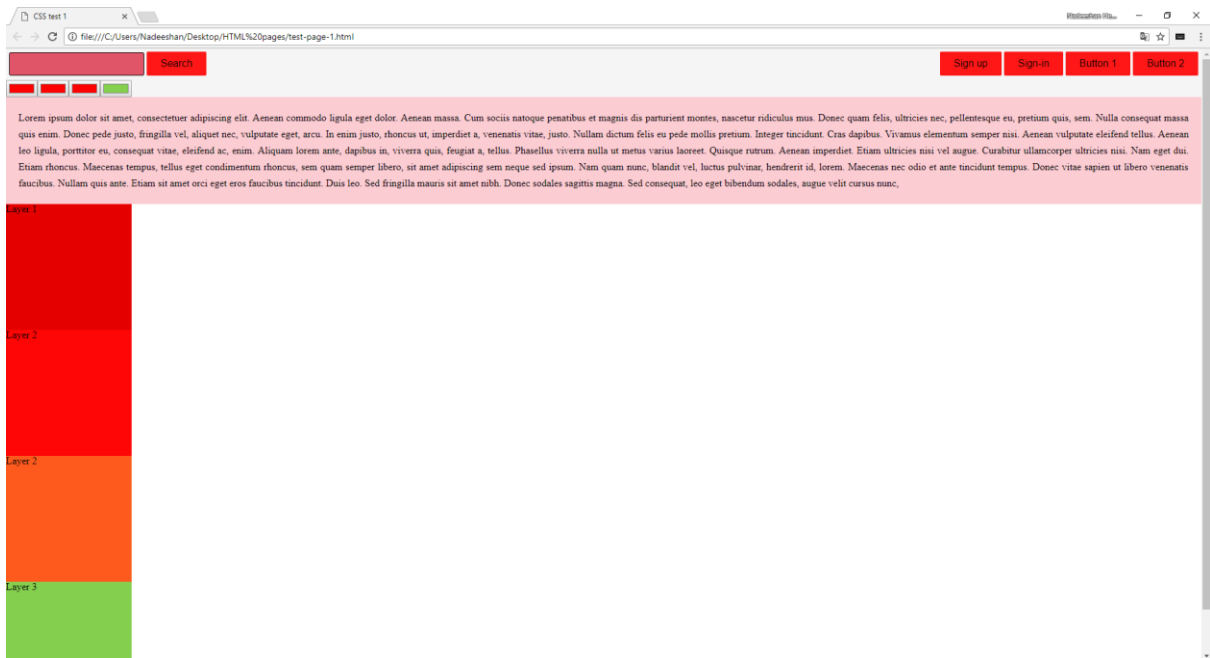 CSS test 1
file:///C:/Users/Nadeeshan/Desktop/HTML%20pages/test-page-1.html
Search
Sign up
Sign-in
Button 1
Button 2
Lorem ipsum dolor sit amet, consectetuer adipiscing elit. Aenean commodo ligula eget dolor. Aenean massa. Cum sociis natoque penatibus et magnis dis parturient montes, nascetur ridiculus mus. Donec quam felis, ultricies nec, pellentesque eu, pretium quis, sem. Nulla consequat massa
quis enim. Donec pede justo, fringilla vel, aliquet nec, vulputate eget, arcu. In enim justo, rhoncus ut, imperdiet a, venenatis vitae, justo. Nullam dictum felis eu pede mollis pretium. Integer tincidunt. Cras dapibus. Vivamus elementum semper nisi. Aenean vulputate eleifend tellus. Aenean
leo ligula, porttitor eu, consequat vitae, eleifend ac, enim. Aliquam lorem ante, dapibus in, viverra quis, feugiat a, tellus. Phasellus viverra nulla ut metus varius laoreet. Quisque rutrum. Aenean imperdiet. Etiam ultricies nisi vel augue. Curabitur ullamcorper ultricies nisi. Nam eget dui.
Etiam rhoncus. Maecenas tempus, tellus eget condimentum rhoncus, sem quam semper libero, sit amet adipiscing sem neque sed ipsum. Nam quam nunc, blandit vel, luctus pulvinar, hendrerit id, lorem. Maecenas nec odio et ante tincidunt tempus. Donec vitae sapien ut libero venenatis
faucibus. Nullam quis ante. Etiam sit amet orci eget eros faucibus tincidunt. Duis leo. Sed fringilla mauris sit amet nibh. Donec sodales sagittis magna. Sed consequat, leo eget bibendum sodales, augue velit cursus nunc,
Layer 1
Layer 2
Layer 2
Layer 3